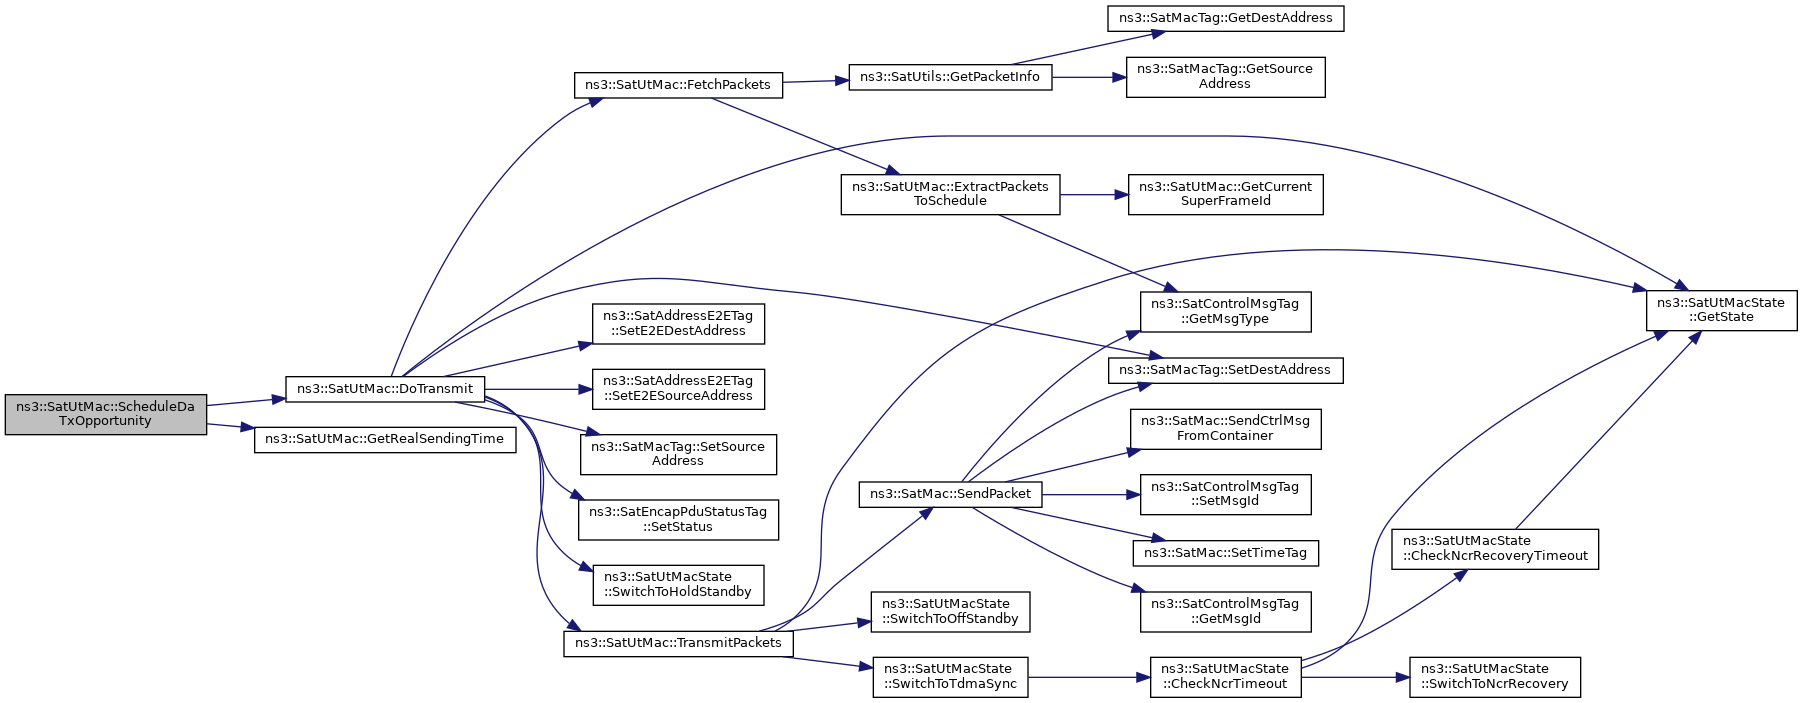 ns3::SatUtMac::ScheduleDa
TxOpportunity
ns3::SatUtMac::DoTransmit
ns3::SatUtMac::GetRealSendingTime
ns3::SatUtMac::FetchPackets
ns3::SatAddressE2ETag
::SetE2EDestAddress
ns3::SatAddressE2ETag
::SetE2ESourceAddress
ns3::SatMacTag::SetSource
Address
ns3::SatEncapPduStatusTag
::SetStatus
ns3::SatUtMacState
::SwitchToHoldStandby
ns3::SatUtMac::TransmitPackets
ns3::SatUtils::GetPacketInfo
ns3::SatUtMac::ExtractPackets
ToSchedule
ns3::SatMac::SendPacket
ns3::SatUtMacState
::SwitchToOffStandby
ns3::SatUtMacState
::SwitchToTdmaSync
ns3::SatMacTag::GetDestAddress
ns3::SatMacTag::GetSource
Address
ns3::SatUtMac::GetCurrent
SuperFrameId
ns3::SatControlMsgTag
::GetMsgType
ns3::SatMacTag::SetDestAddress
ns3::SatMac::SendCtrlMsg
FromContainer
ns3::SatControlMsgTag
::SetMsgId
ns3::SatMac::SetTimeTag
ns3::SatControlMsgTag
::GetMsgId
ns3::SatUtMacState
::CheckNcrTimeout
ns3::SatUtMacState
::CheckNcrRecoveryTimeout
ns3::SatUtMacState
::SwitchToNcrRecovery
ns3::SatUtMacState
::GetState